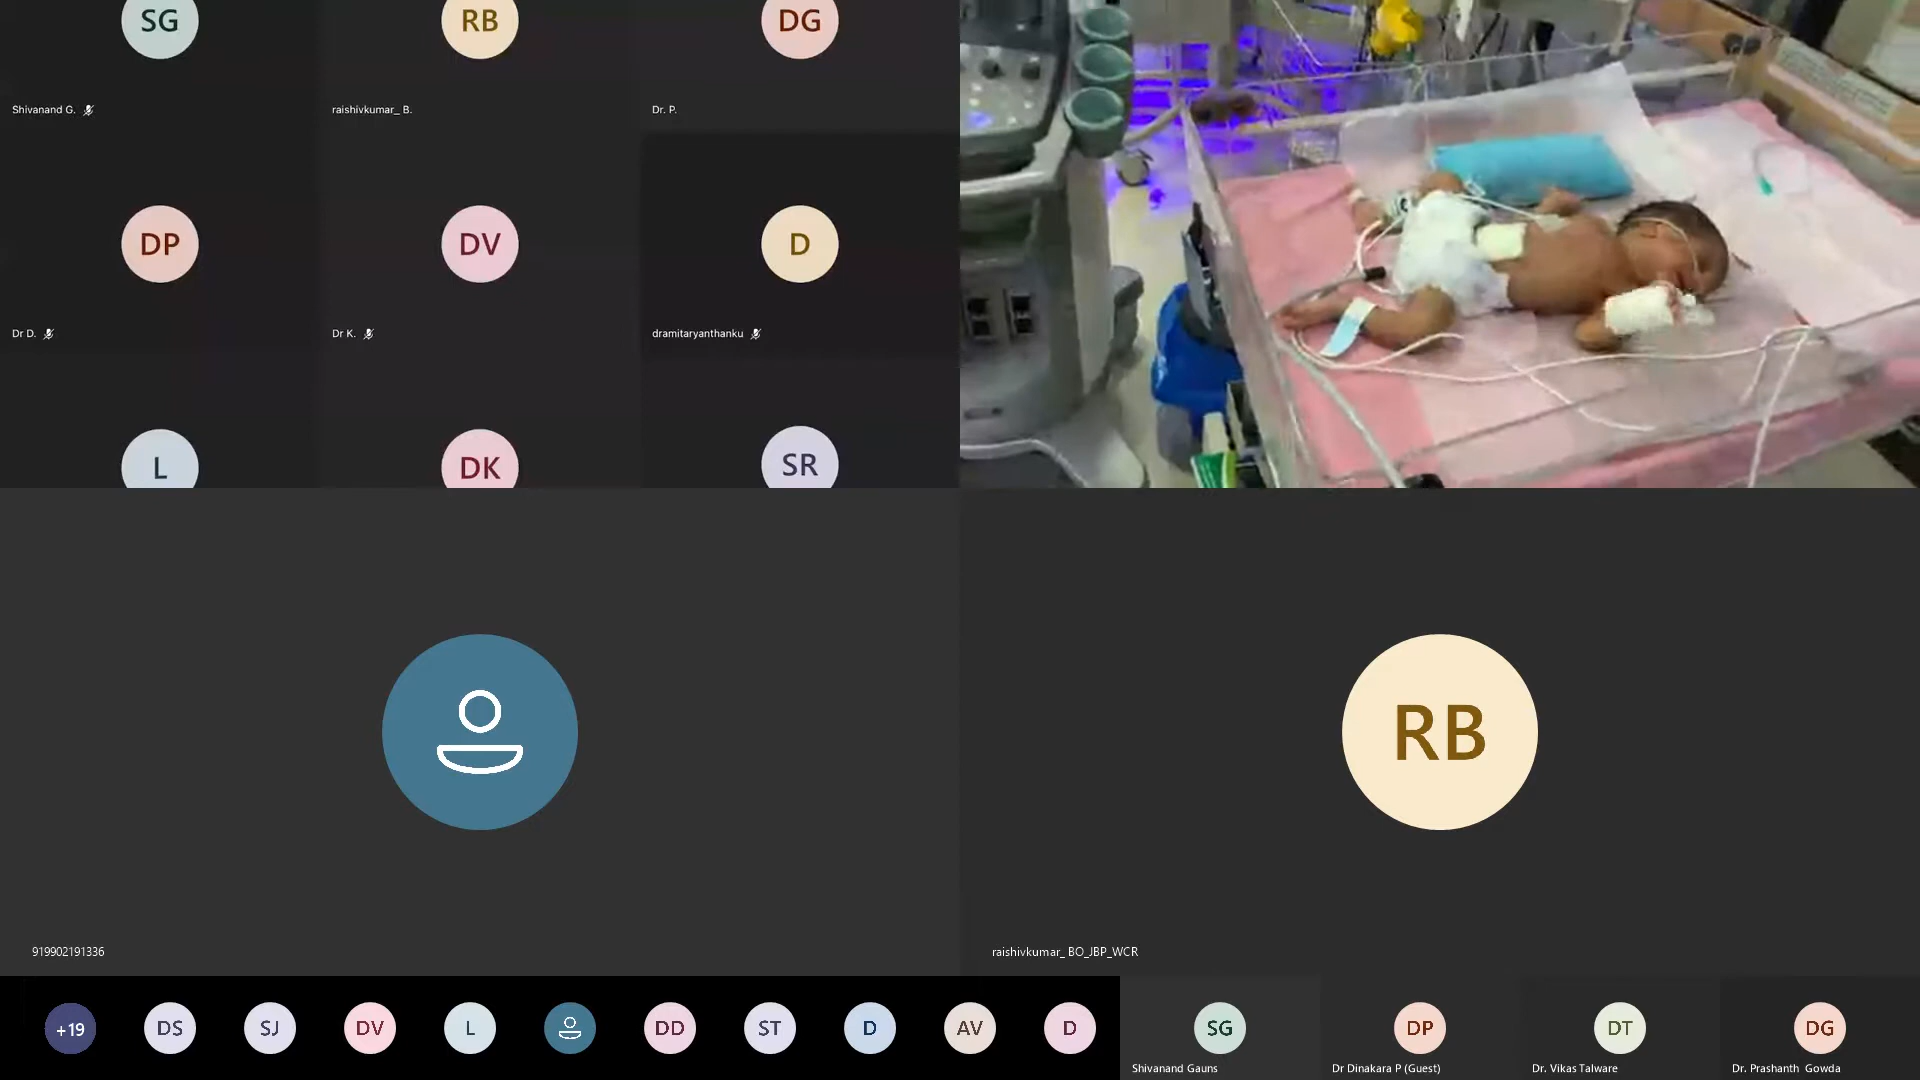 SG
RB
DG
Shivanand G.
raishivkumar_ B.
Dr. P.
DP
DV
D
Dr D.
Dr K.
dramitaryanthanku
L
DK
SR
RB
919902191336
raishivkumar_ BO_JBP_WCR
+19
DS
SJ
DV
L
DD
ST
D
AV
D
SG
DP
DT
DG
Shivanand Gauns
Dr Dinakara P (Guest)
Dr. Vikas Talware
Dr. Prashanth Gowda